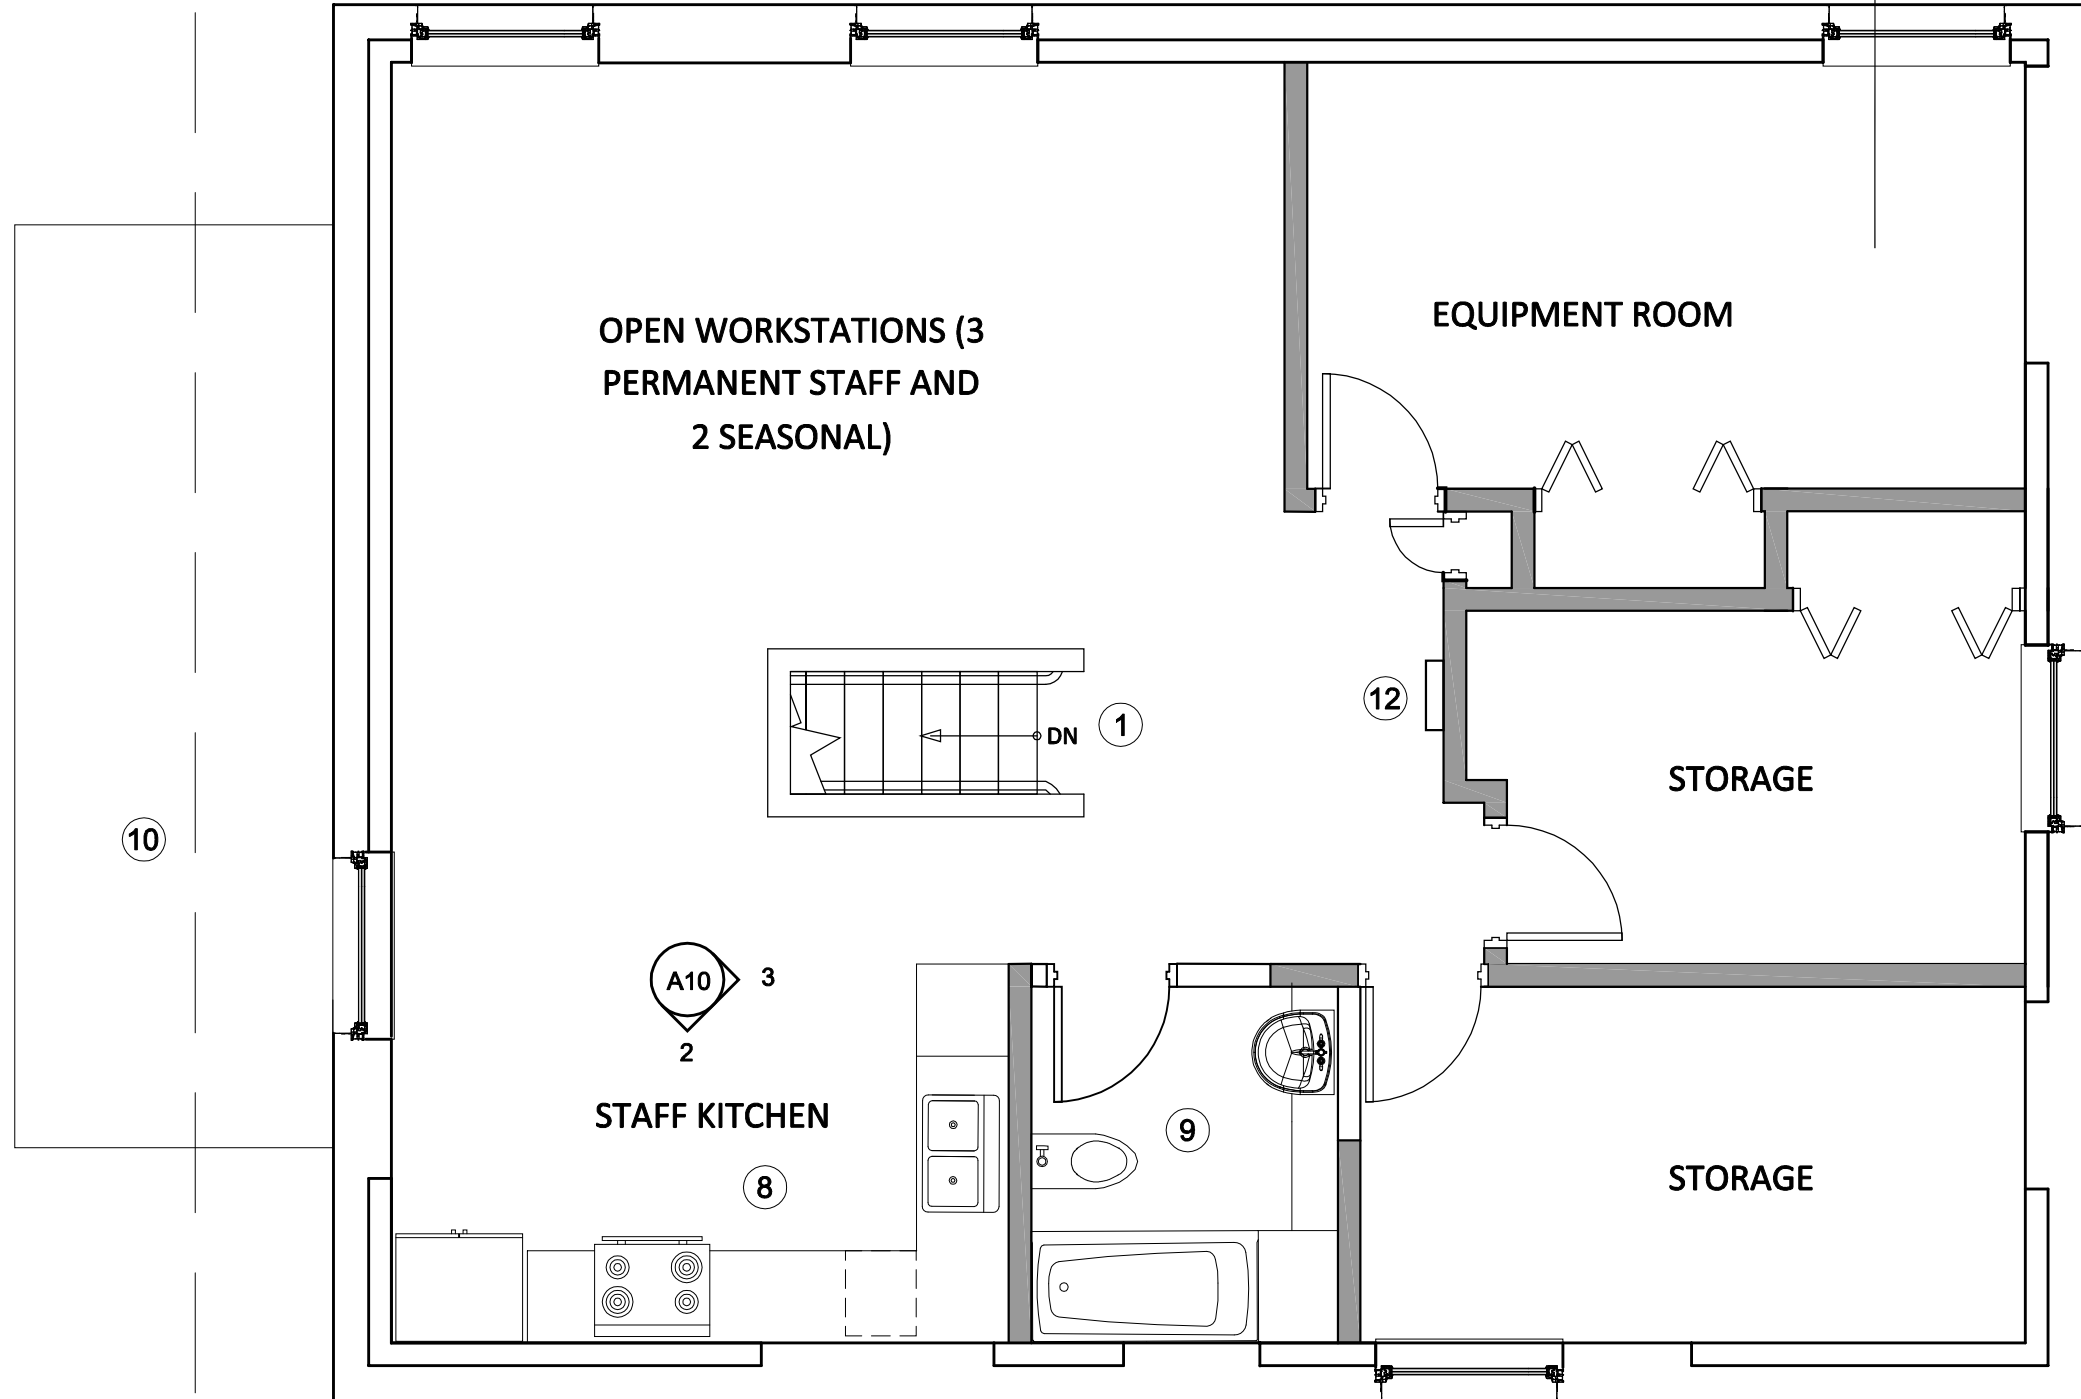 OPEN WORKSTATIONS (3
PERMANENT STAFF AND
2 SEASONAL)
EQUIPMENT ROOM
12
DN
1
STORAGE
10
A10
3
2
STAFF KITCHEN
8
9
STORAGE